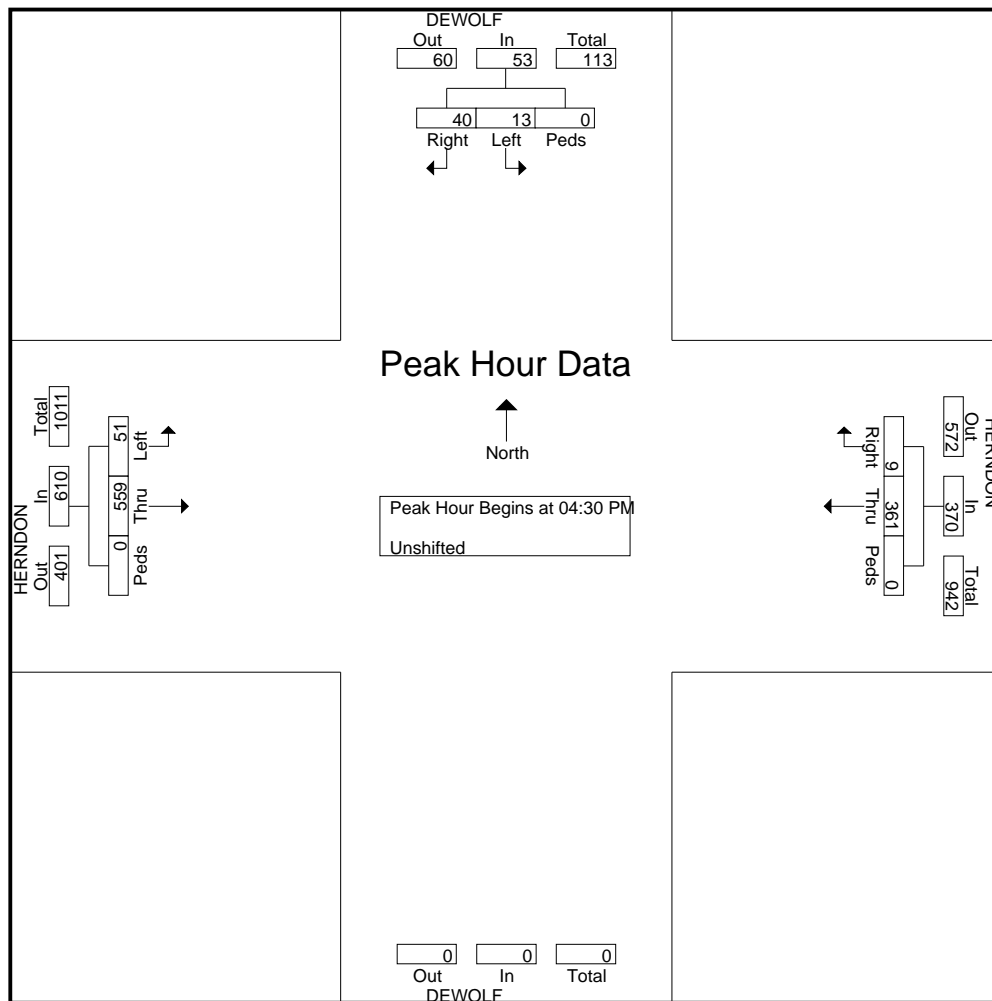 DEWOLF
Out In Total
60 53 113
40 13 0
Right Left Peds
Peak Hour Data
North
Peak Hour Begins at 04:30 PM
Unshifted
HERNDON
Out In Total
401 610 1011
Left Thru Peds
51 559 0
HERNDON
Out In Total
572 370 942
Right Thru Peds
9 361 0
0 0 0
Out In Total
DEWOLF